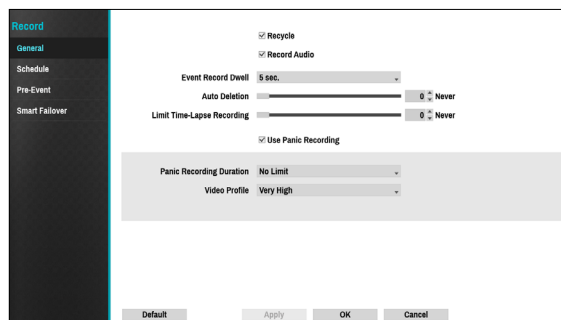 Record
General
Schedule
Pre-Event
Smart Failover
Recycle
Record Audio
Event Record Dwell 5 sec.
Auto Deletion 0 Never
Limit Time-Lapse Recording 0 Never
Use Panic Recording
Panic Recording Duration No Limit
Video Profile Very High
Default Apply OK Cancel